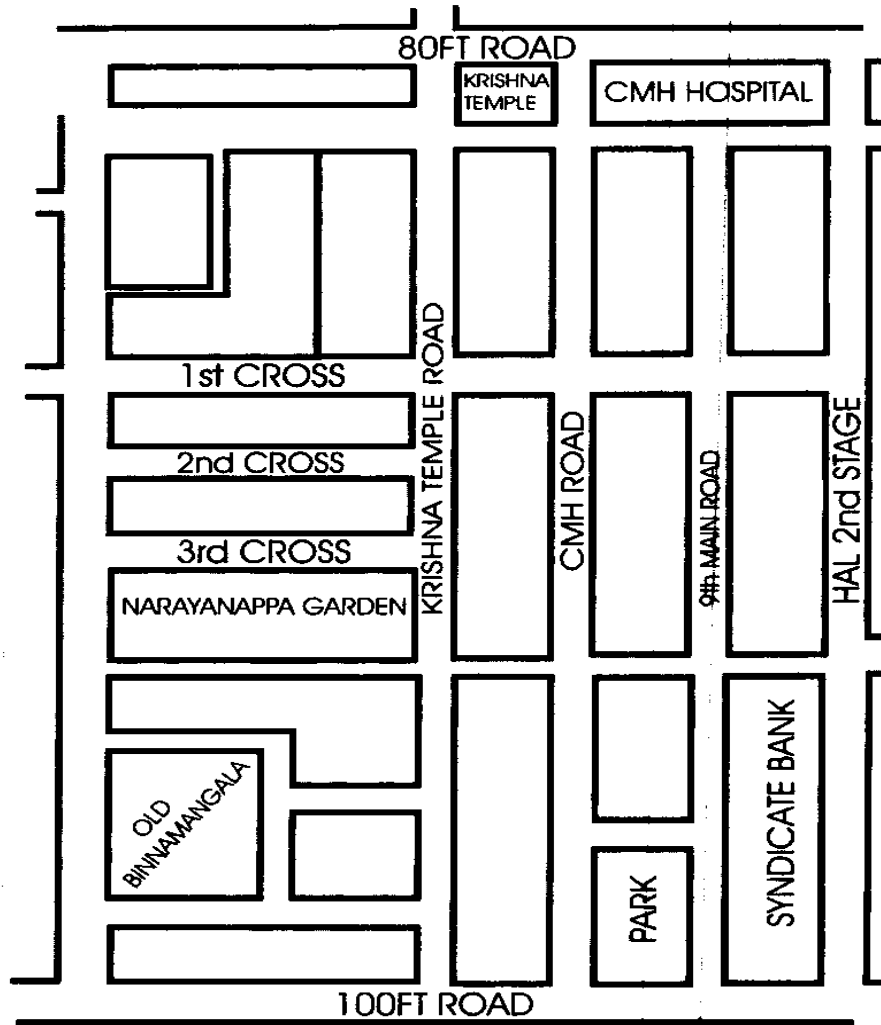 80FT ROAD
KRISHNA
TEMPLE
CMH HOSPITAL
1st CROSS
KRISHNA TEMPLE ROAD
2nd CROSS
CMH ROAD
9th MAIN ROAD
HAL 2nd STAGE
3rd CROSS
NARAYANAPPA GARDEN
OLD
BINNAMANGALA
PARK
SYNDICATE BANK
100FT ROAD